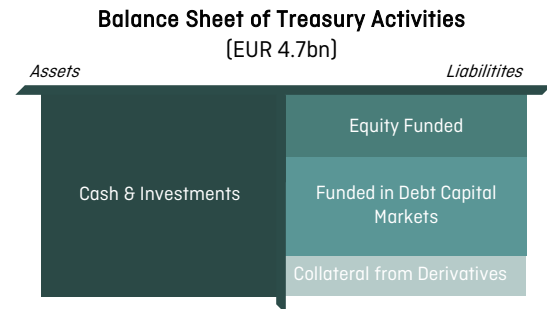 Balance Sheet of Treasury Activities
(EUR 4.7bn)
Assets
Liabilitites
Equity Funded
Cash & Investments
Funded in Debt Capital
Markets
Collateral from Derivatives